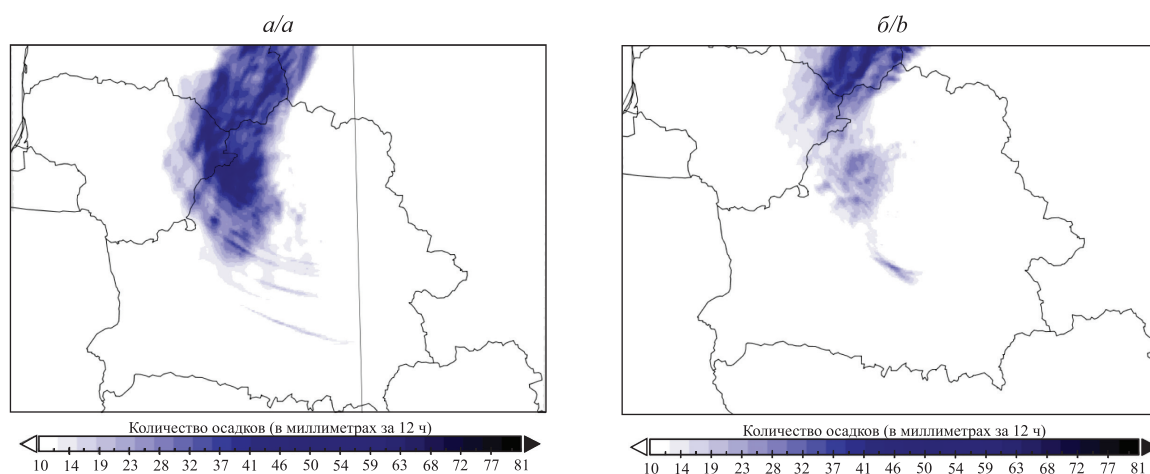 a/a
б/b
Количество осадков (в миллиметрах за 12 ч)
10 14 19 23 28 32 37 41 46 50 54 59 63 68 72 77 81
Количество осадков (в миллиметрах за 12 ч)
10 14 19 23 28 32 37 41 46 50 54 59 63 68 72 77 81